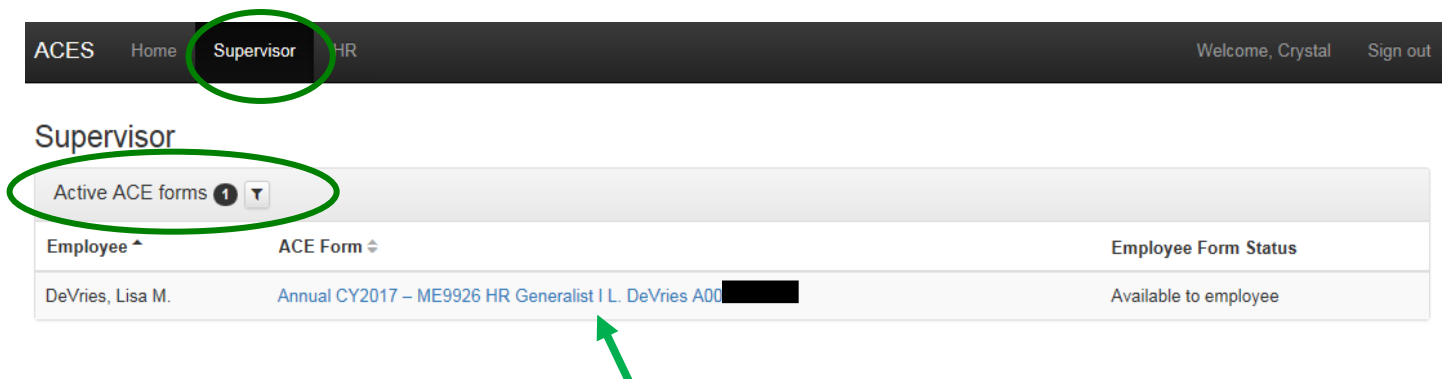 ACES Home Supervisor HR Welcome, Crystal Sign out
Supervisor
Active ACE forms 1
Employee ACE Form Employee Form Status
DeVries, Lisa M. Annual CY2017 – ME9926 HR Generalist I L. DeVries A00 Available to employee